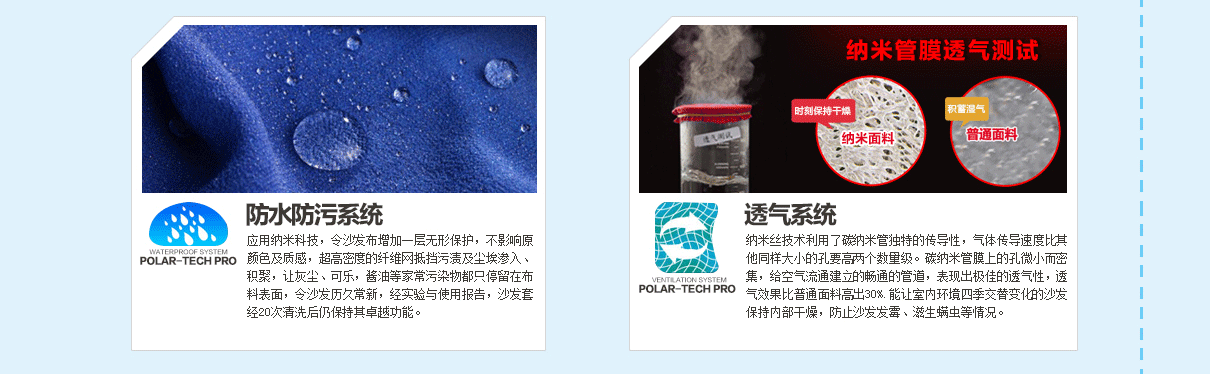 防水防污系统
WATERPROOF SYSTEM
POLAR-TECH PRO
应用纳米科技，令沙发布增加一层无形保护，不影响原
颜色及质感，超高密度的纤维网抵挡污渍及尘埃渗入、
积聚，让灰尘、可乐，酱油等家常污染物都只停留在布
料表面，令沙发历久常新，经实验与使用报告，沙发套
经20次清洗后仍保持其卓越功能。
纳米管膜透气测试
时刻保持干燥
纳米面料
积蓄湿气
普通面料
透气测试
透气系统
VENTILATION SYSTEM
POLAR-TECH PRO
纳米丝技术利用了碳纳米管独特的传导性，气体传导速度比其
他同样大小的孔要高两个数量级。碳纳米管膜上的孔微小而密
集，给空气流通建立的畅通的管道，表现出极佳的透气性，透
气效果比普通面料高出30% 能让室内环境四季交替变化的沙发
保持内部干燥，防止沙发发霉、滋生螨虫等情况。